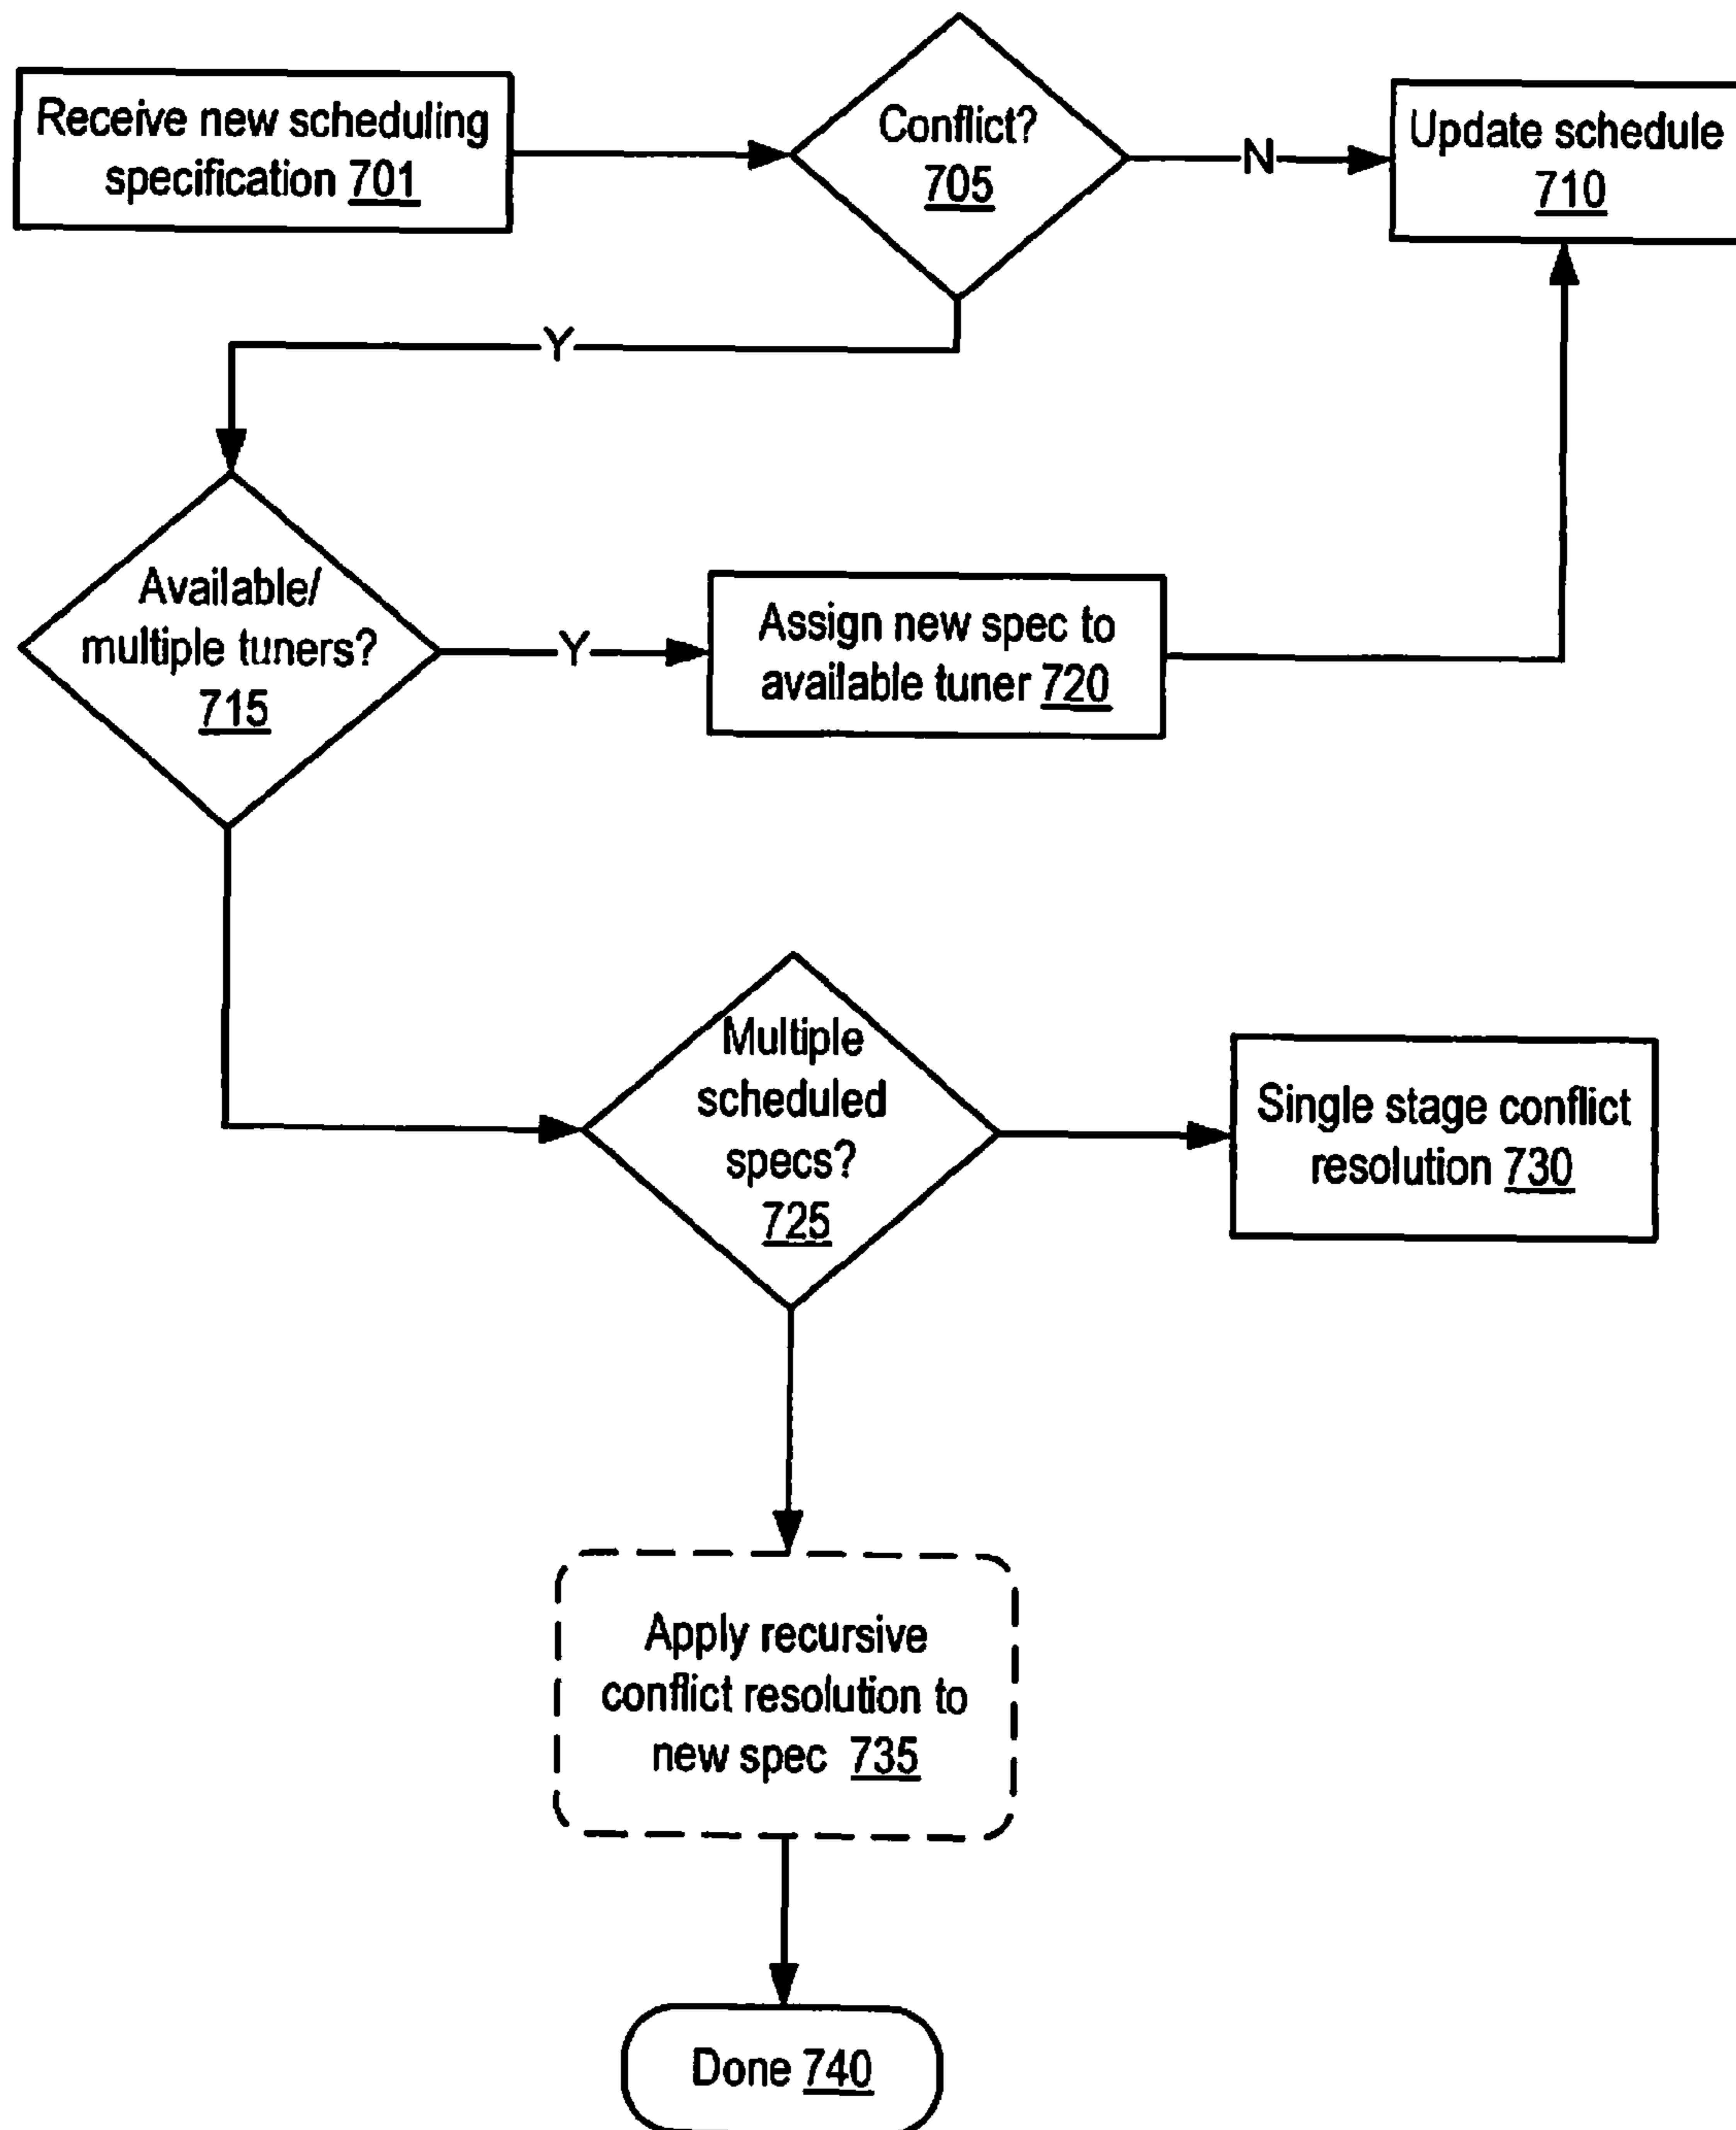 Receive new scheduling
specification 701
Conflict?
705
N
Update schedule
710
Y
Available/
multiple tuners?
715
Y
Assign new spec to
available tuner 720
Multiple
scheduled
specs?
725
Single stage conflict
resolution 730
Apply recursive
conflict resolution to
new spec 735
Done 740